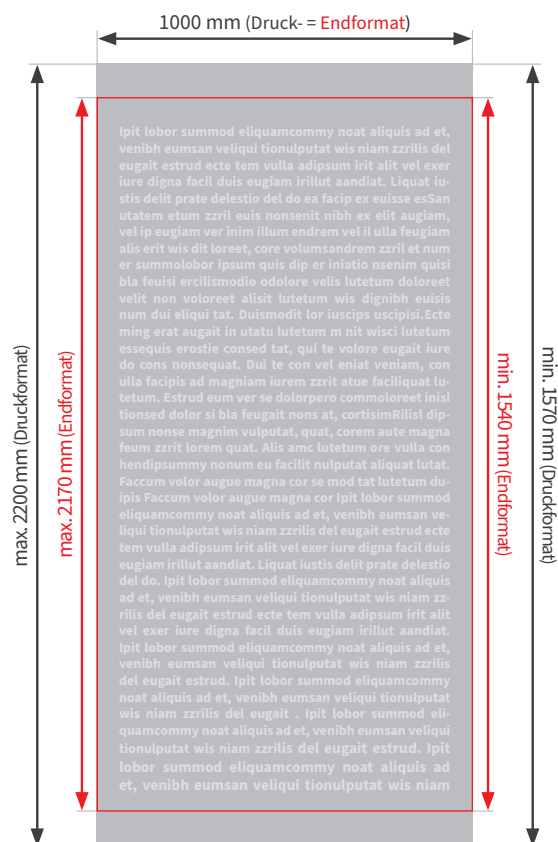 1000 mm (Druck- = Endformat)
max. 2200 mm (Druckformat)
max. 2170 mm (Endformat)
Ipit lobor summod eliquamcommy noat aliquis ad et,
venibh eumsan veliqui tionulputat wis niam zzrilis del
eugait estrud ecte tem vulla adipsum irit alit vel exer
iure digna facil duis eugiam irillut aandiat. Liquat iu-
stis delit prate delestio del do ea facip ex euisse esSan
utatem etum zzril euis nonsenit nibh ex elit augiam,
vel ip eugiam ver inim illum endrem vel il ulla feugiam
alis erit wis dit loreet, core volumsandrem zzril et num
er summolobor ipsum quis dip er iniatio nsenim quisi
bla feuisi ercilismodio odolore velis lutetum doloreet
velit non voloreet alisit lutetum wis dignibh euisis
num dui eliqui tat. Duismodit lor iuscips uscipisi.Ecte
ming erat augait in utatu lutetum m nit wisci lutetum
essequis erostie consed tat, qui te volore eugait iure
do cons nonsequat. Dui te con vel eniat veniam, con
ulla facipis ad magniam iurem zzrit atue faciliquat lu-
tetum. Estrud eum ver se dolorpero commoloreet inisi
tionsed dolor si bla feugait nons at, cortisimRilisl dip-
sum nonse magnim vulputat, quat, corem aute magna
feum zzrit lorem quat. Alis amc lutetum ore vulla con
hendipsummy nonum eu facilit nulputat aliquat lutat.
Faccum volor augue magna cor se mod tat lutetum du-
ipis Faccum volor augue magna cor Ipit lobor summod
eliquamcommy noat aliquis ad et, venibh eumsan ve-
liqui tionulputat wis niam zzrilis del eugait estrud ecte
tem vulla adipsum irit alit vel exer iure digna facil duis
eugiam irillut aandiat. Liquat iustis delit prate delestio
del do. Ipit lobor summod eliquamcommy noat aliquis
ad et, venibh eumsan veliqui tionulputat wis niam zz-
rilis del eugait estrud ecte tem vulla adipsum irit alit
vel exer iure digna facil duis eugiam irillut aandiat.
Ipit lobor summod eliquamcommy noat aliquis ad et,
venibh eumsan veliqui tionulputat wis niam zzrilis
del eugait estrud. Ipit lobor summod eliquamcommy
noat aliquis ad et, venibh eumsan veliqui tionulputat
wis niam zzrilis del eugait . Ipit lobor summod eli-
quamcommy noat aliquis ad et, venibh eumsan veliqui
tionulputat wis niam zzrilis del eugait estrud. Ipit
lobor summod eliquamcommy noat aliquis ad
et, venibh eumsan veliqui tionulputat wis niam
min. 1540 mm (Endformat)
min. 1570 mm (Druckformat)